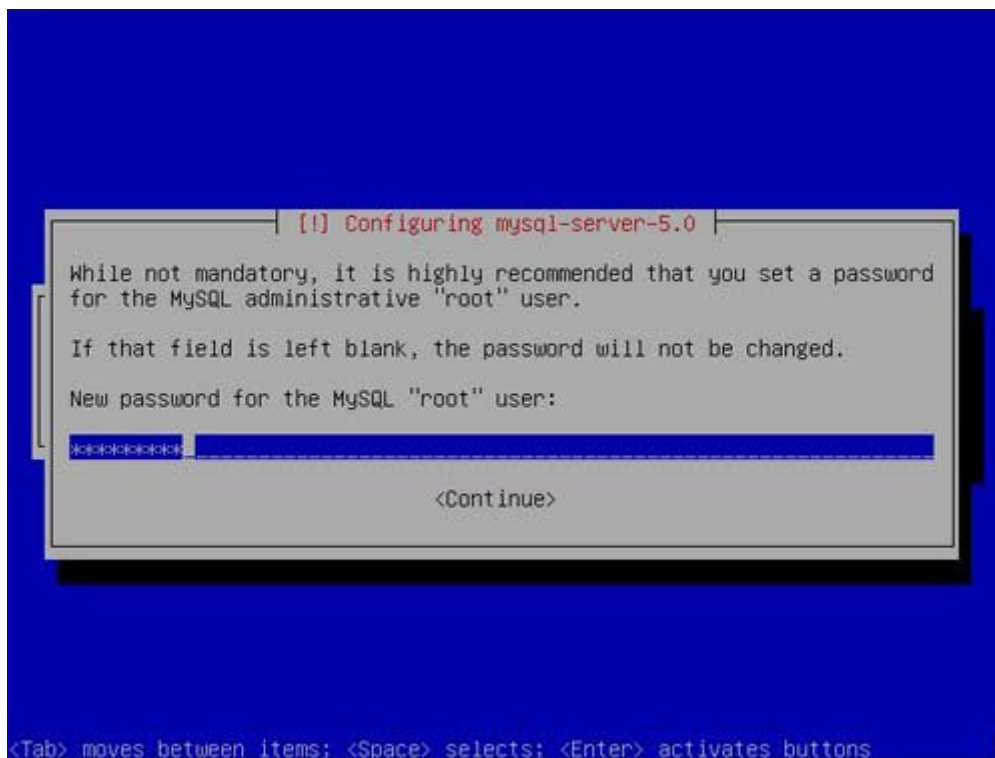 [!] Configuring mysql-server-5.0
While not mandatory, it is highly recommended that you set a password
for the MySQL administrative "root" user.
If that field is left blank, the password will not be changed.
New password for the MySQL "root" user:
*********
<Continue>
<Tab> moves between items; <Space> selects; <Enter> activates buttons